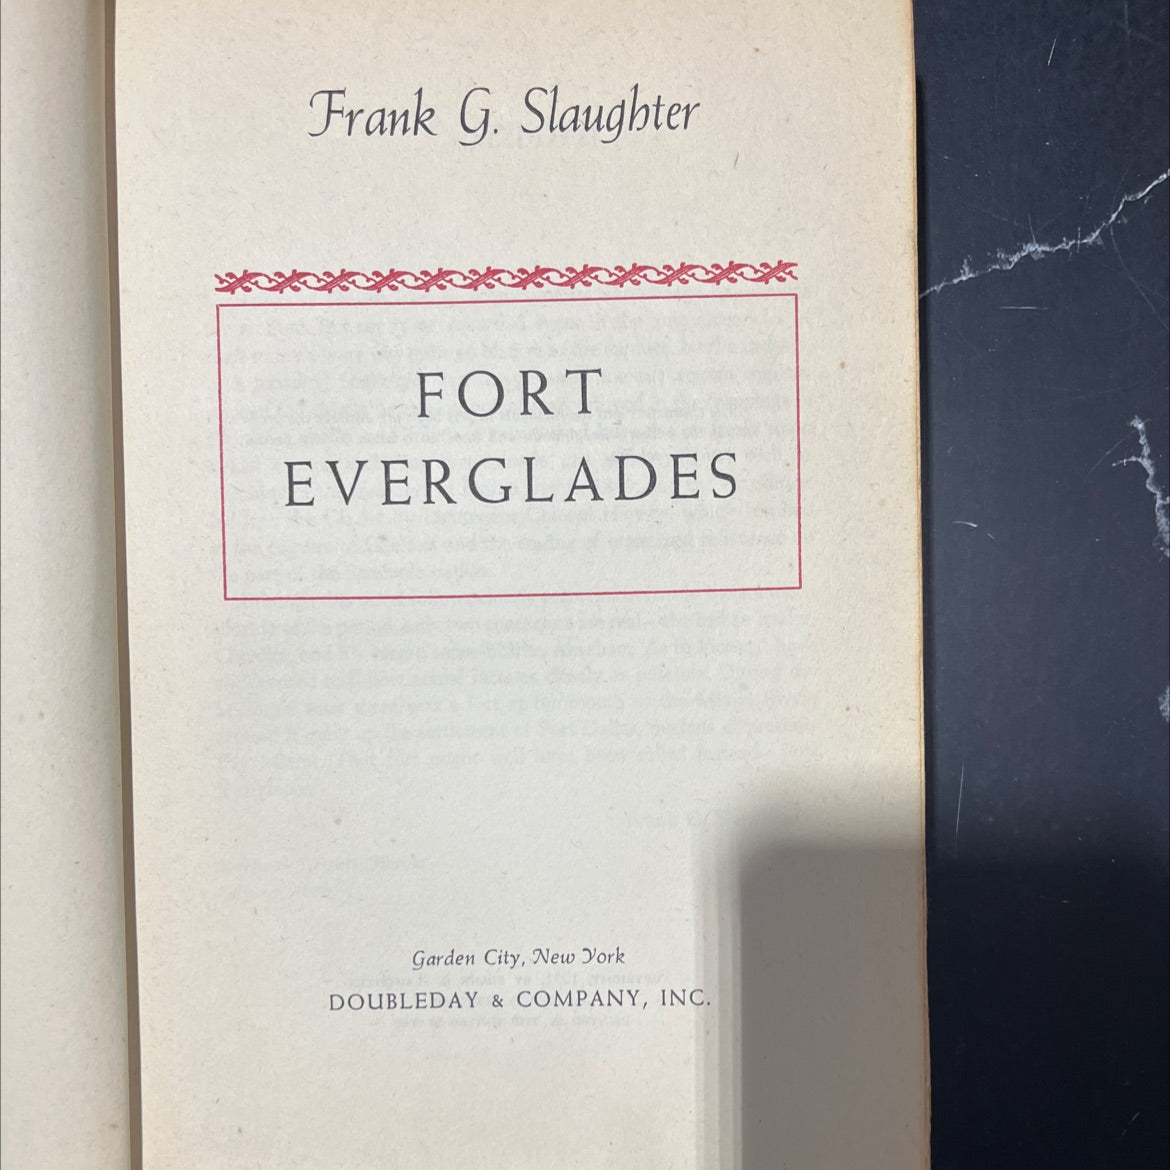 Frank G. Slaughter
FORT
EVERGLADES
Garden City, New York
DOUBLEDAY & COMPANY, INC.